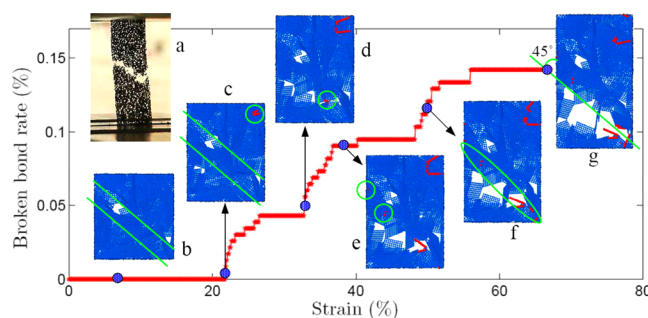 a
b
c
d
e
f
g
45°
Broken bond rate (%)
0.15
0.1
0.05
0
0
20
40
60
80
Strain (%)